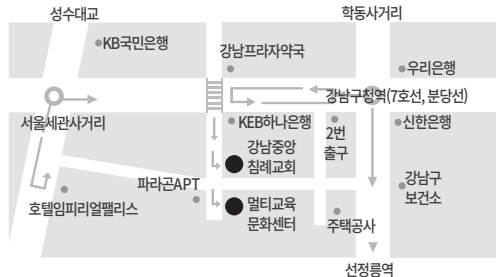 성수대교
학동사거리
KB국민은행
강남프라자약국
우리은행
강남구청역(7호선, 분당선)
서울세관사거리
KEB하나은행
2번
출구
신한은행
강남중앙
침례교회
파라곤APT
강남구
보건소
호텔임피리얼팰리스
멀티교육
문화센터
주택공사
선정릉역